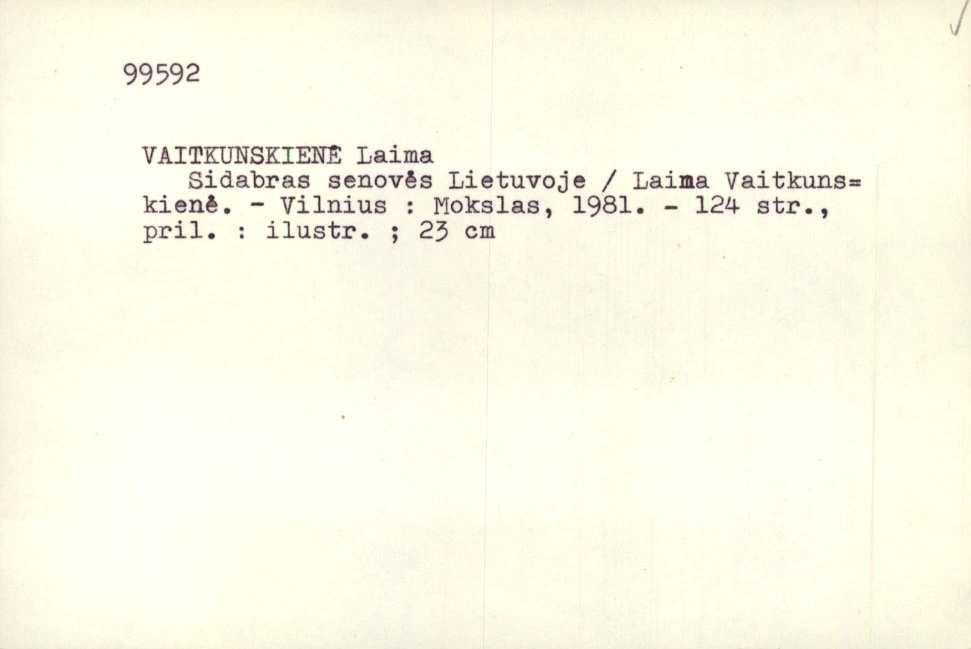 99592
VAITKUNSKIENĖ Laima
Sidabras senovės Lietuvoje / Laima Vaitkuns=
kienė. - Vilnius : Mokslas, 1981. - 124 str.,
pril. : ilustr. ; 23 cm